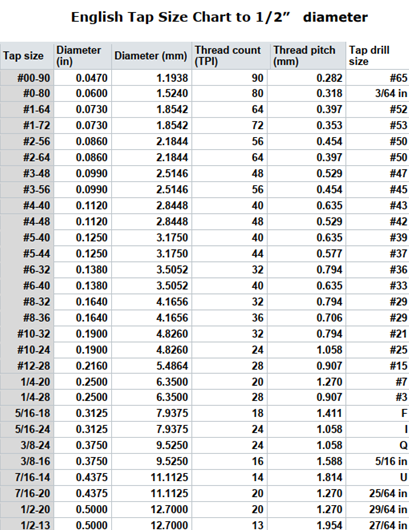 English Tap Size Chart to 1/2” diameter
Tap size Diameter (in) Diameter (mm) Thread count (TPI) Thread pitch (mm) Tap drill size
#00-90 0.0470 1.1938 90 0.282 #65
#0-80 0.0600 1.5240 80 0.318 3/64 in
#1-64 0.0730 1.8542 64 0.397 #52
#1-72 0.0730 1.8542 72 0.353 #53
#2-56 0.0860 2.1844 56 0.454 #50
#2-64 0.0860 2.1844 64 0.397 #50
#3-48 0.0990 2.5146 48 0.529 #47
#3-56 0.0990 2.5146 56 0.454 #45
#4-40 0.1120 2.8448 40 0.635 #43
#4-48 0.1120 2.8448 48 0.529 #42
#5-40 0.1250 3.1750 40 0.635 #39
#5-44 0.1250 3.1750 44 0.577 #37
#6-32 0.1380 3.5052 32 0.794 #36
#6-40 0.1380 3.5052 40 0.635 #33
#8-32 0.1640 4.1656 32 0.794 #29
#8-36 0.1640 4.1656 36 0.706 #29
#10-32 0.1900 4.8260 32 0.794 #21
#10-24 0.1900 4.8260 24 1.058 #25
#12-28 0.2160 5.4864 28 0.907 #15
1/4-20 0.2500 6.3500 20 1.270 #7
1/4-28 0.2500 6.3500 28 0.907 #3
5/16-18 0.3125 7.9375 18 1.411 F
5/16-24 0.3125 7.9375 24 1.058 I
3/8-24 0.3750 9.5250 24 1.058 Q
3/8-16 0.3750 9.5250 16 1.588 5/16 in
7/16-14 0.4375 11.1125 14 1.814 U
7/16-20 0.4375 11.1125 20 1.270 25/64 in
1/2-20 0.5000 12.7000 20 1.270 29/64 in
1/2-13 0.5000 12.7000 13 1.954 27/64 in